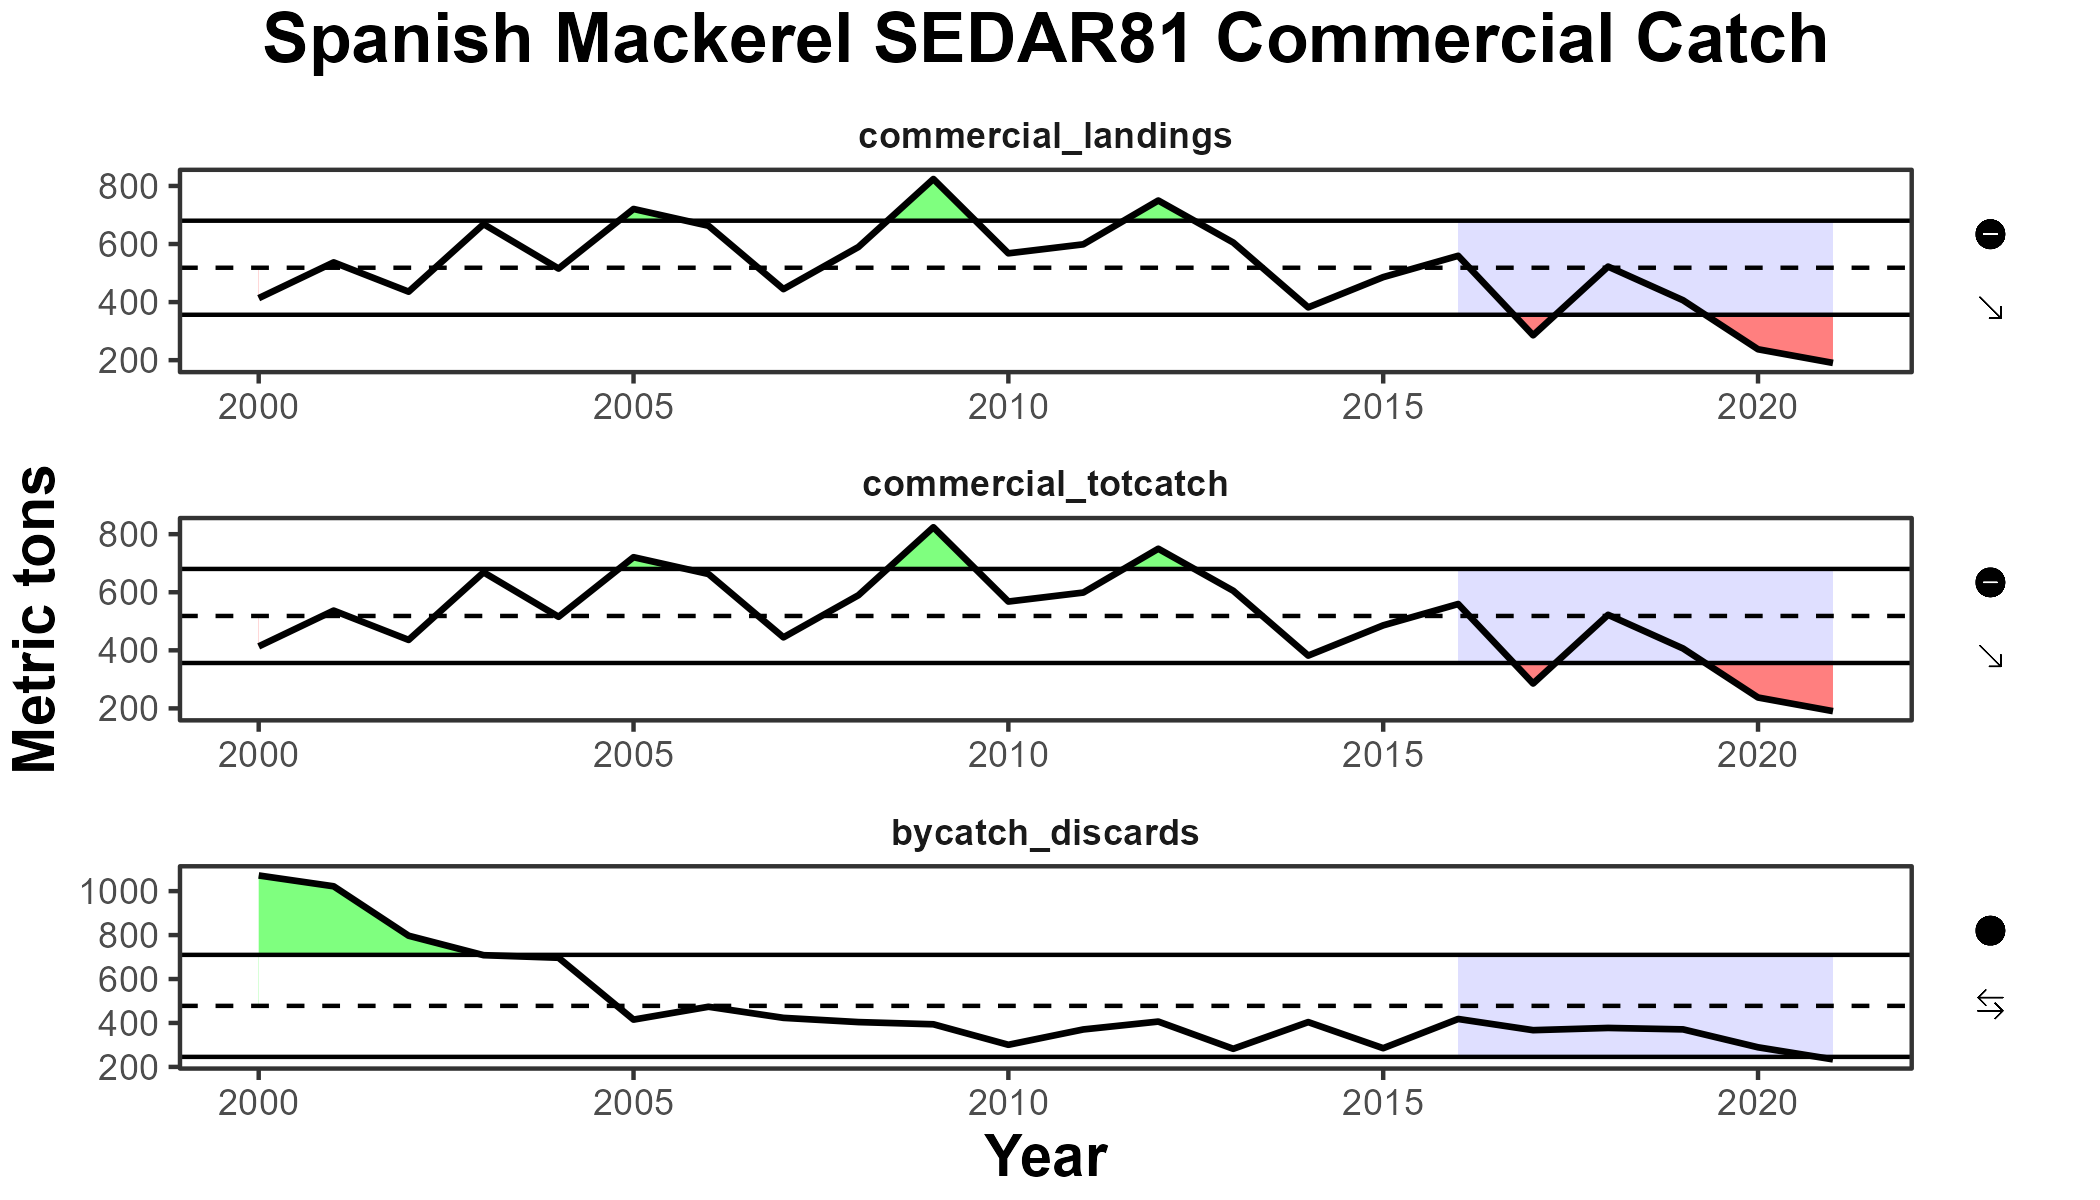 Spanish Mackerel SEDAR81 Commercial Catch
commercial_landings
800
600
400
200
2000 2005 2010 2015 2020
Metric tons
commercial_totcatch
800
600
400
200
2000 2005 2010 2015 2020
bycatch_discards
1000
800
600
400
200
2000 2005 2010 2015 2020
Year